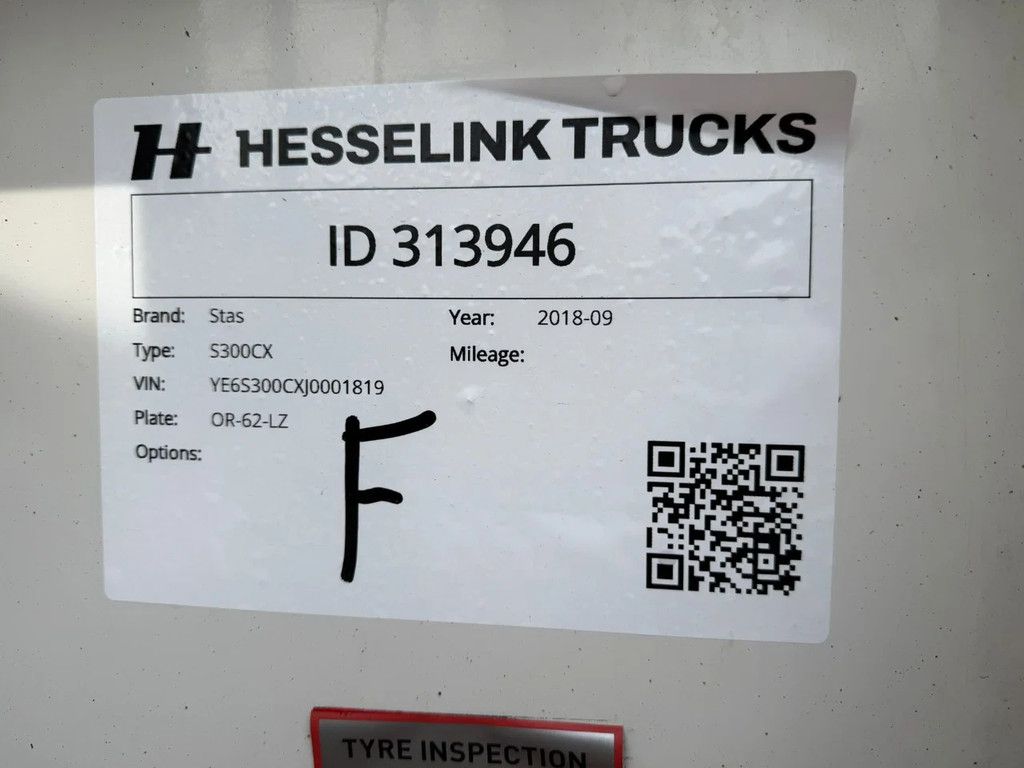 H HESSELINK TRUCKS
ID 313946
Brand: Stas Year: 2018-09
Type: S300CX Mileage:
VIN: YE6S300CXJ0001819
Plate: OR-62-LZ
Options:
F
TYRE INSPECTION